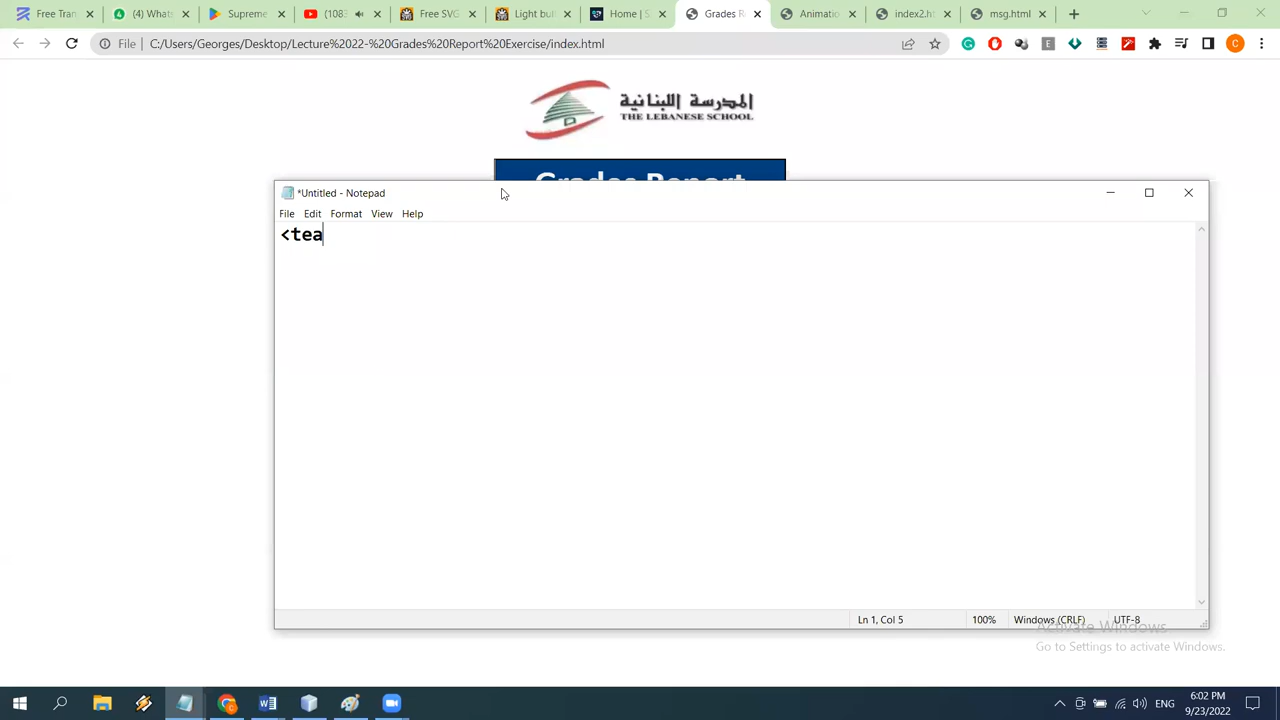 Free Tran
(4) Whats
Supreme
(108:
Free SVG
Light bul
Home | S
Grades R
Animatio
index2.ht
msg.html
File
C:/Users/Georges/Desktop/Lecture%2022-%20Grades%20Report%20Exercise/index.html
المدرسة اللبنانية
THE LEBANESE SCHOOL
Grades Report
*Untitled - Notepad
File Edit Format View Help
<tea
Ln 1, Col 5 100% Windows (CRLF) UTF-8
Activate Windows
Go to Settings to activate Windows.
ENG
6:02 PM
9/23/2022